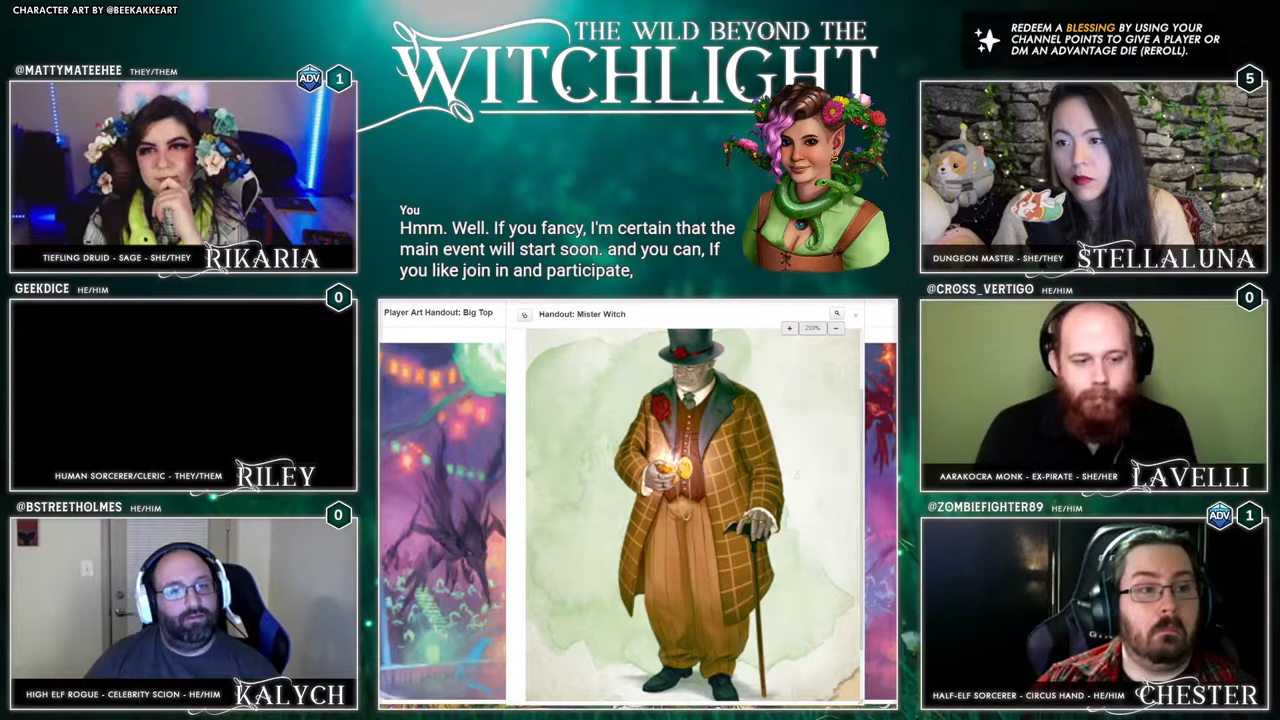 CHARACTER ART BY @BEEKAKKEART
THE WILD BEYOND THE
WITCHLIGHT
REDEEM A BLESSING BY USING YOUR
CHANNEL POINTS TO GIVE A PLAYER OR
DM AN ADVANTAGE DIE (REROLL).
@MATTYMATEEHEE THEY/THEM
ADV 1
TIEFLING DRUID - SAGE - SHE/THEY RIKARIA
You
Hmm. Well. If you fancy, I'm certain that the
main event will start soon. and you can, If
you like join in and participate,
5
DUNGEON MASTER - SHE/THEY STELLALUNA
GEEKDICE HE/HIM
0
HUMAN SORCERER/CLERIC - THEY/THEM RILEY
Player Art Handout: Big Top
Handout: Mister Witch
+ 200% −
@CROSS_VERTIGO HE/HIM
0
AARAKOCRA MONK - EX-PIRATE - SHE/HER LAVELLI
@BSTREETHOLMES HE/HIM
0
HIGH ELF ROGUE - CELEBRITY SCION - HE/HIM KALYCH
@ZOMBIEFIGHTER89 HE/HIM
ADV 1
HALF-ELF SORCERER - CIRCUS HAND - HE/HIM CHESTER